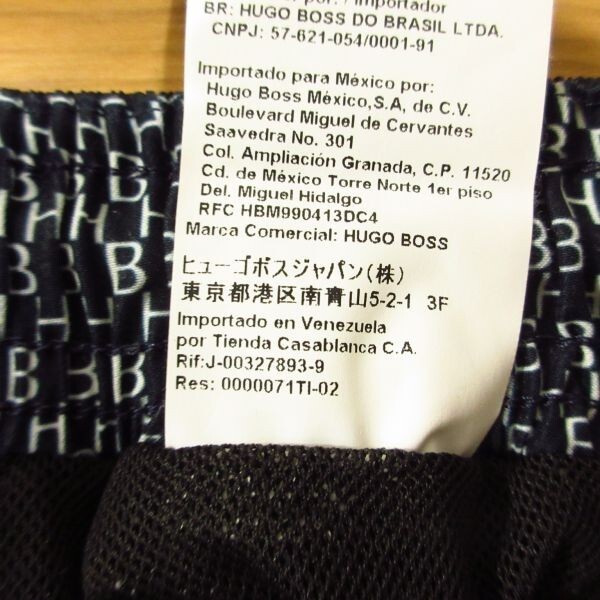 por: / Importador
BR: HUGO BOSS DO BRASIL LTDA.
CNPJ: 57-621-054/0001-91
Importado para México por:
Hugo Boss México,S,A, de C.V.
Boulevard Miguel de Cervantes
Saavedra No. 301
Col. Ampliación Granada, C.P. 11520
Cd. de México Torre Norte 1er piso
Del. Miguel Hidalgo
RFC HBM990413DC4
Marca Comercial: HUGO BOSS
ヒューゴボスジャパン(株)
東京都港区南青山5-2-1 3F
Importado en Venezuela
por Tienda Casablanca C.A.
Rif:J-00327893-9
Res: 0000071TI-02